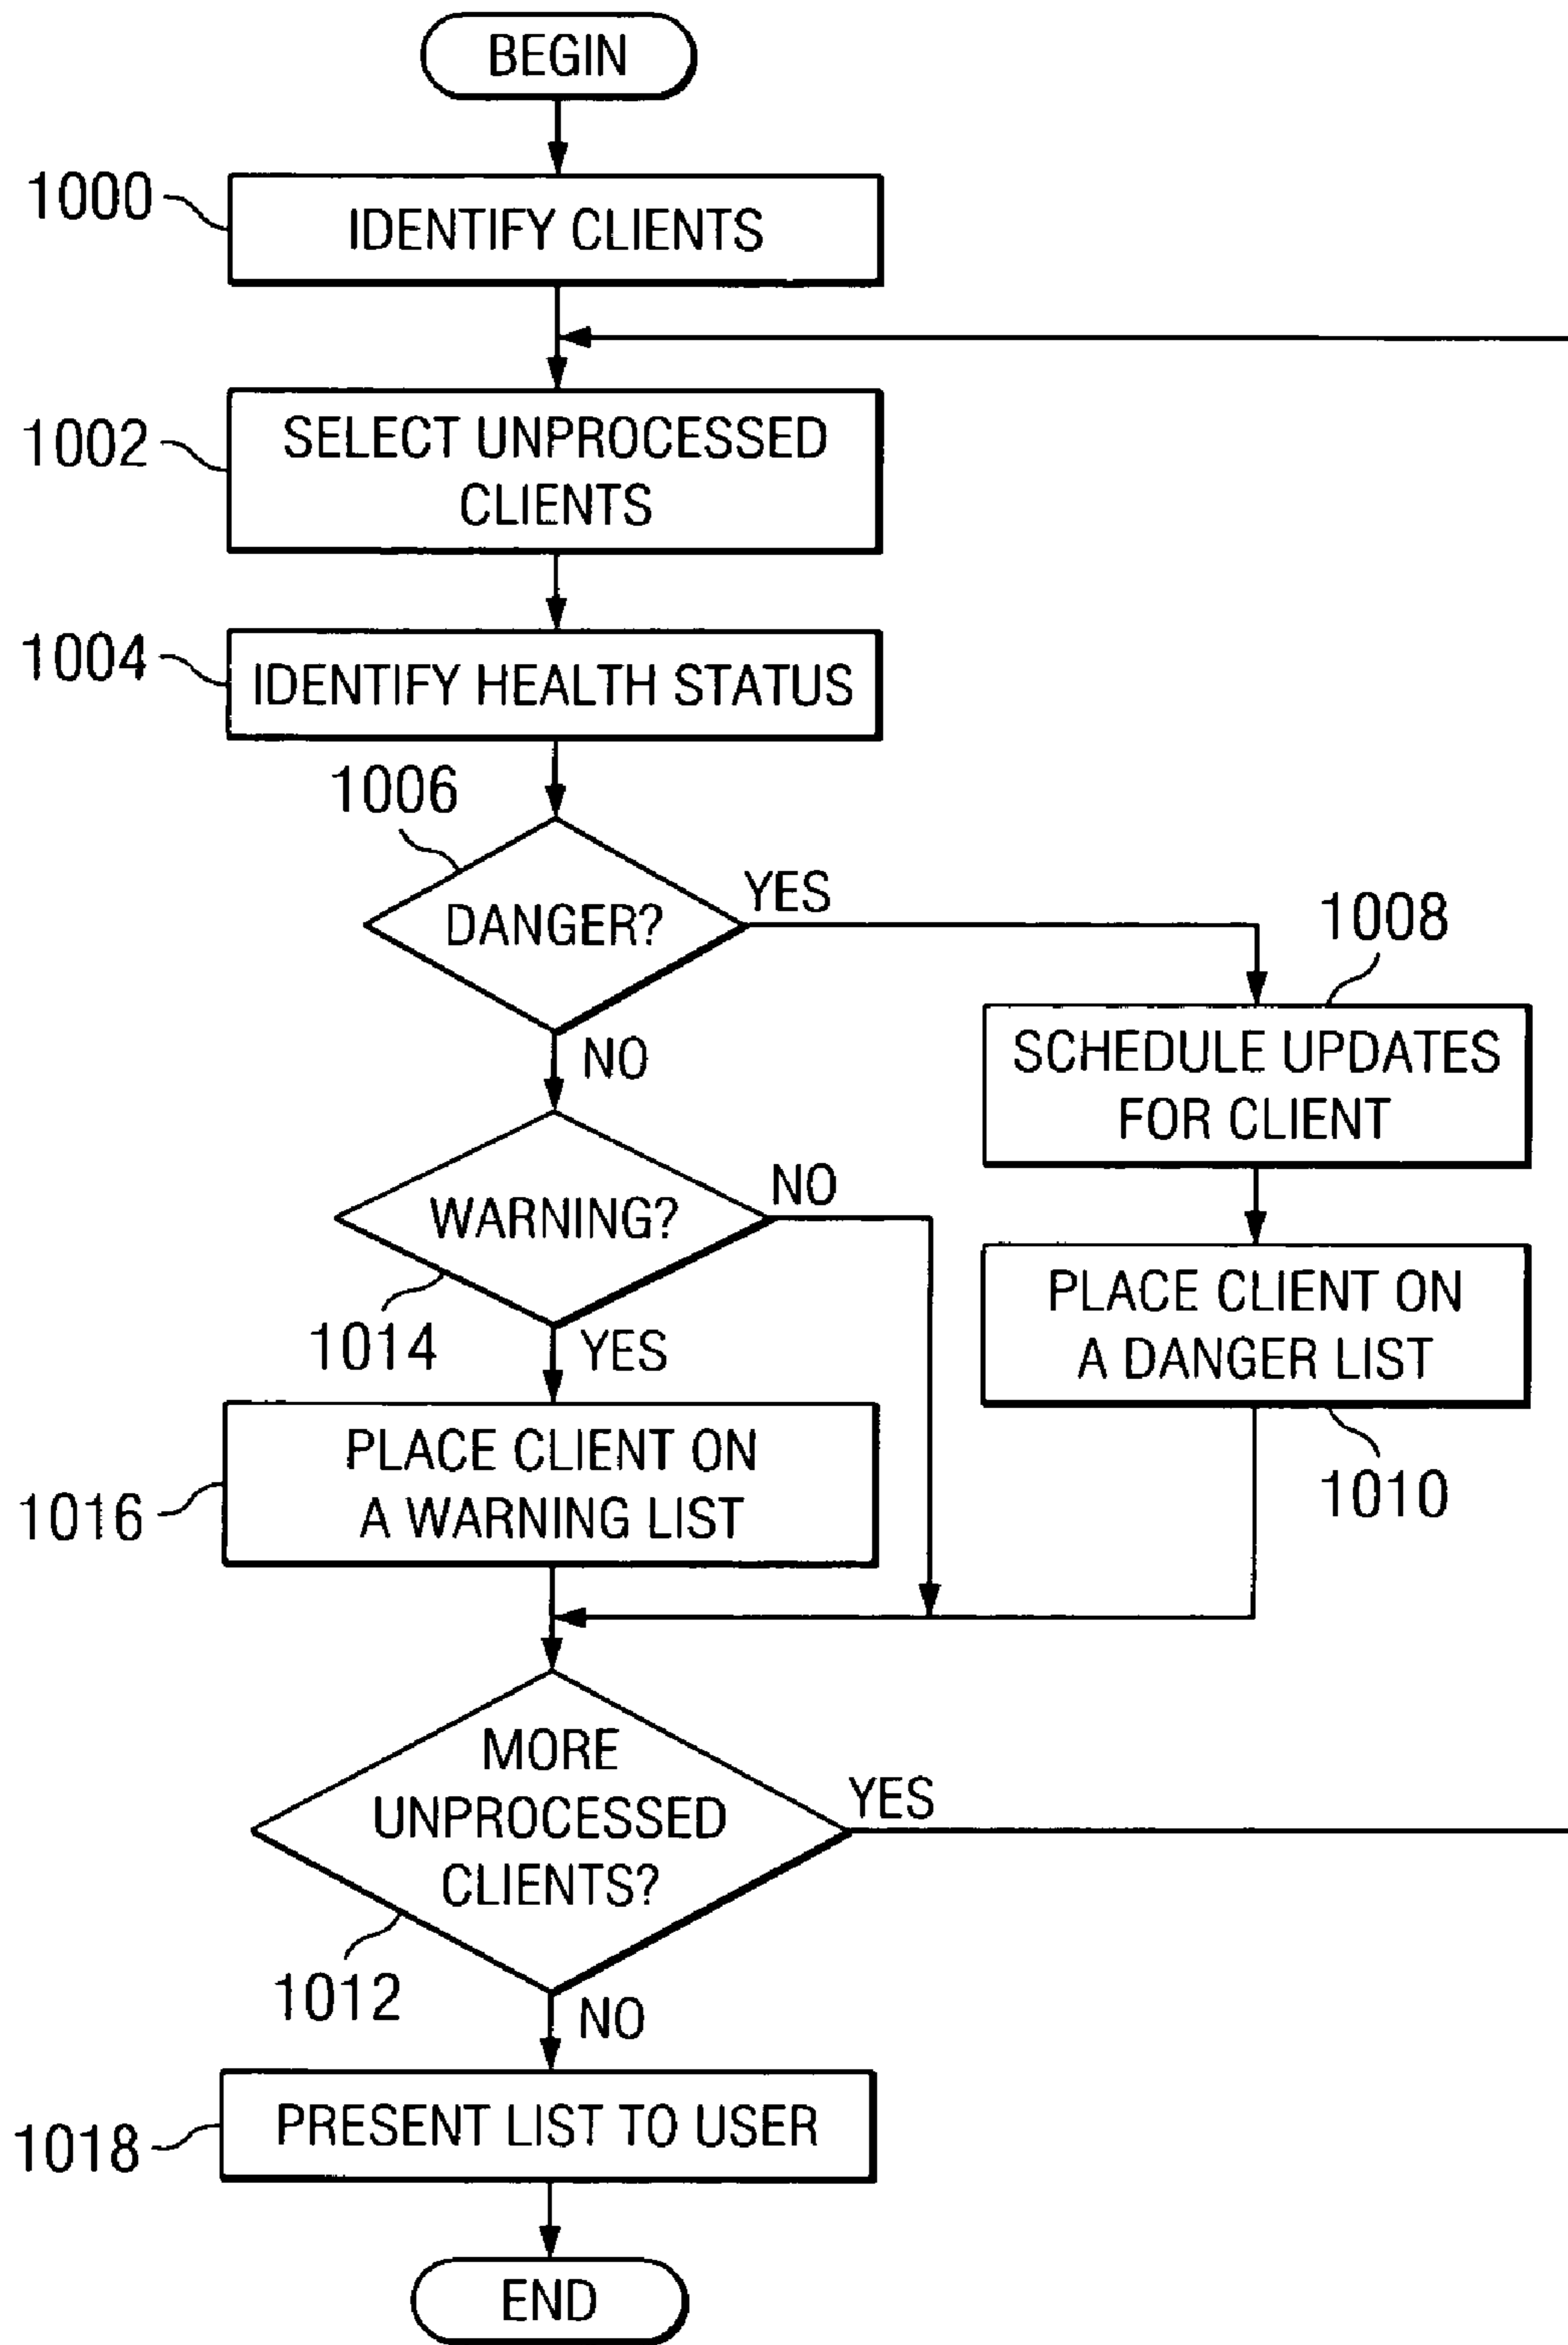 BEGIN
1000
IDENTIFY CLIENTS
1002
SELECT UNPROCESSED
CLIENTS
1004
IDENTIFY HEALTH STATUS
1006
DANGER?
YES
NO
1008
SCHEDULE UPDATES
FOR CLIENT
WARNING?
NO
1014
YES
PLACE CLIENT ON
A DANGER LIST
1010
PLACE CLIENT ON
A WARNING LIST
1016
MORE
UNPROCESSED
CLIENTS?
YES
1012
NO
PRESENT LIST TO USER
1018
END